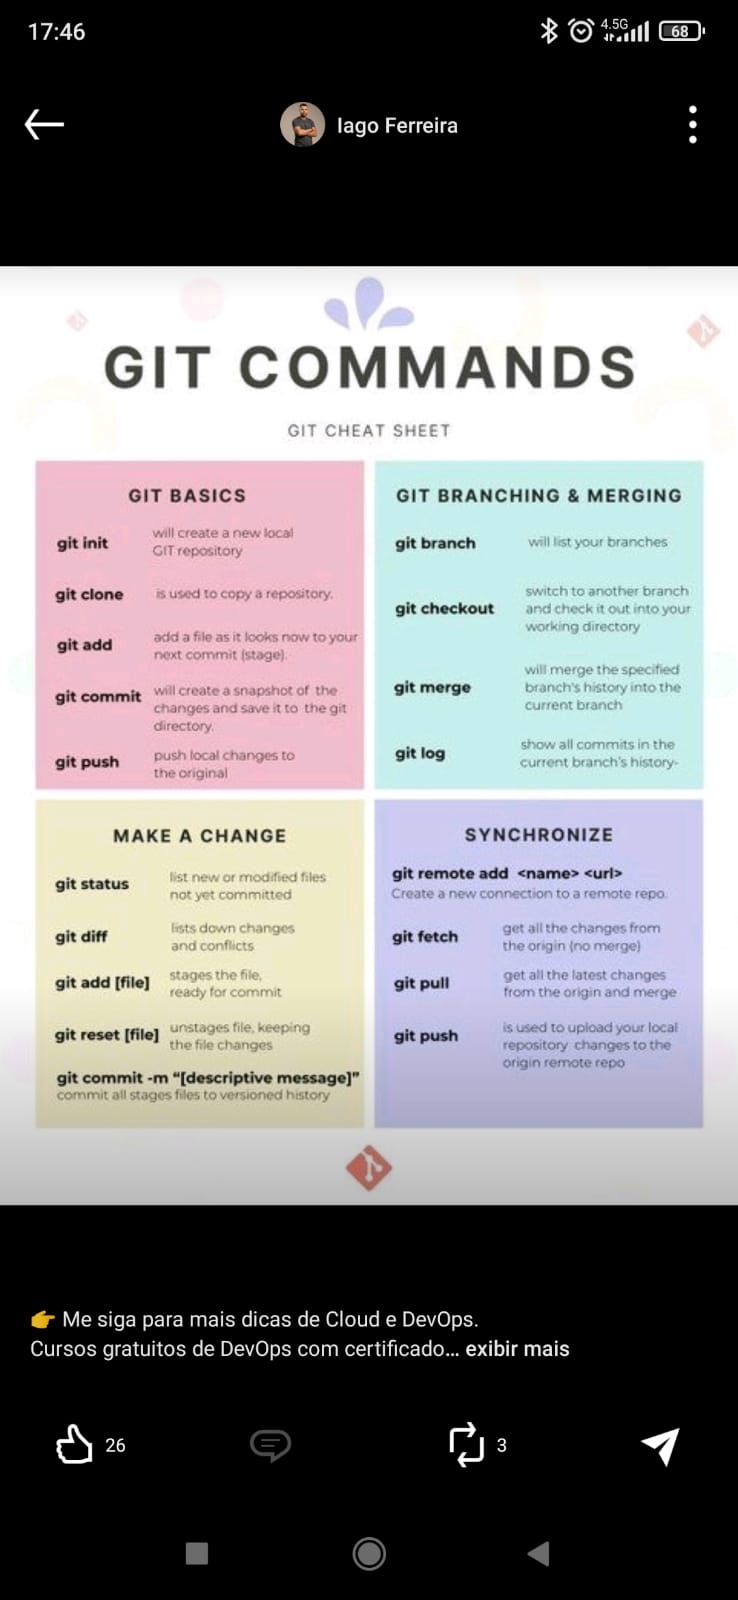 17:46
4.5G
68
Iago Ferreira
GIT COMMANDS
GIT CHEAT SHEET
GIT BASICS
git init
will create a new local
GIT repository
git clone
is used to copy a repository.
git add
add a file as it looks now to your
next commit (stage).
git commit
will create a snapshot of the
changes and save it to the git
directory.
git push
push local changes to
the original
GIT BRANCHING & MERGING
git branch
will list your branches
git checkout
switch to another branch
and check it out into your
working directory
git merge
will merge the specified
branch's history into the
current branch
git log
show all commits in the
current branch's history-
MAKE A CHANGE
git status
list new or modified files
not yet committed
git diff
lists down changes
and conflicts
git add [file]
stages the file,
ready for commit
git reset [file]
unstages file, keeping
the file changes
git commit -m “[descriptive message]”
commit all stages files to versioned history
SYNCHRONIZE
git remote add <name> <url>
Create a new connection to a remote repo.
git fetch
get all the changes from
the origin (no merge)
git pull
get all the latest changes
from the origin and merge
git push
is used to upload your local
repository changes to the
origin remote repo
👉 Me siga para mais dicas de Cloud e DevOps.
Cursos gratuitos de DevOps com certificado... exibir mais
26
3